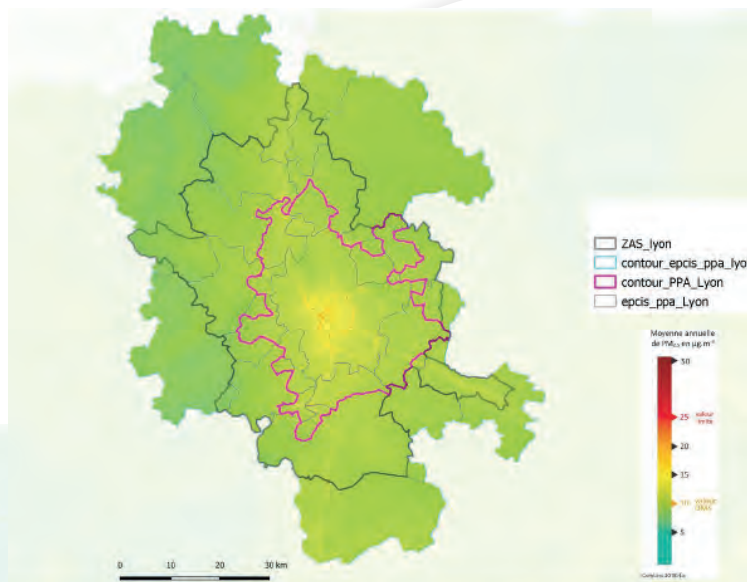 ZAS_lyon
contour_epcis_ppa_lyo
contour_PPA_Lyon
epcis_ppa_Lyon
Moyenne annuelle
de PM2,5 en µg.m⁻³
50
25 valeur limite
20
15
10 valeur
5
0 10 20 30 km